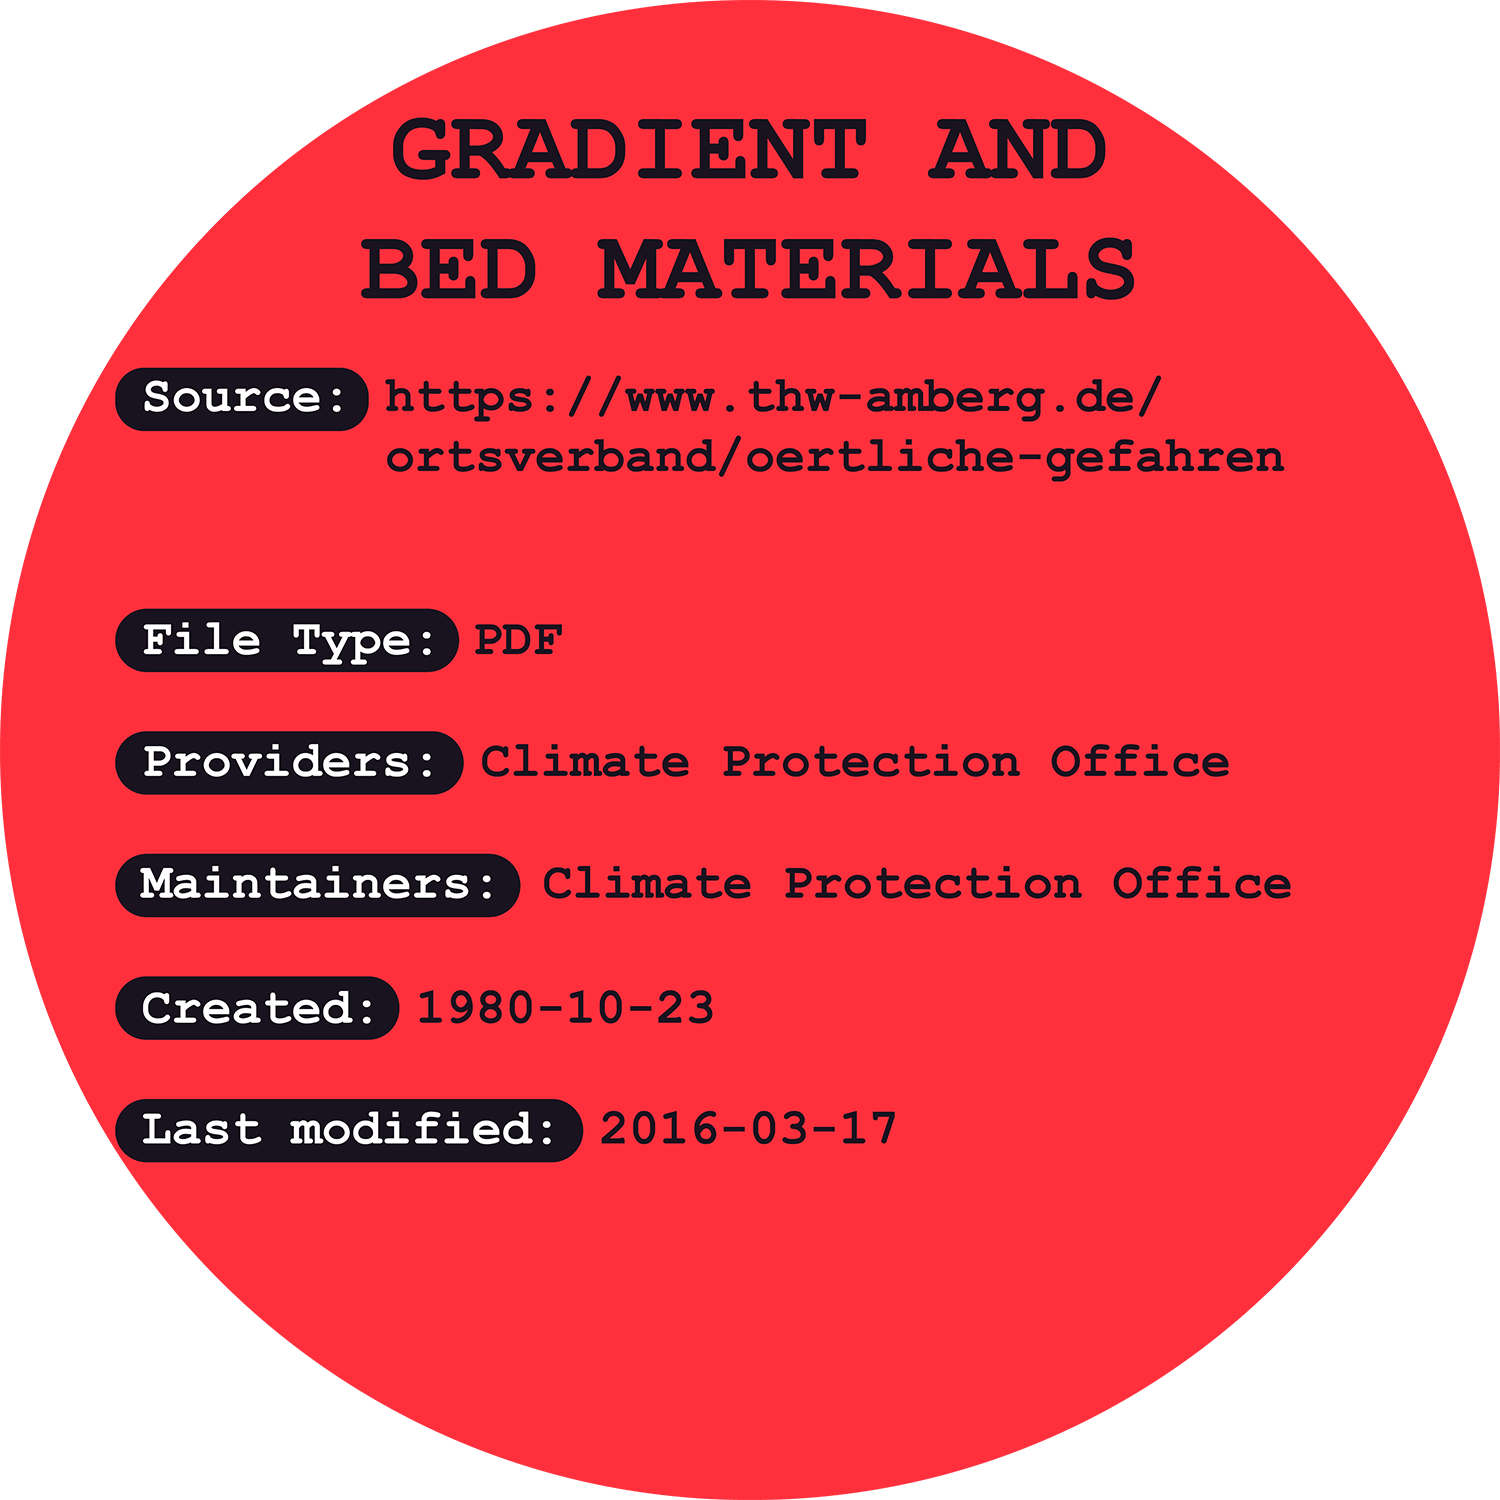 GRADIENT AND
BED MATERIALS
Source: https://www.thw-amberg.de/
ortsverband/oertliche-gefahren
File Type: PDF
Providers: Climate Protection Office
Maintainers: Climate Protection Office
Created: 1980-10-23
Last modified: 2016-03-17